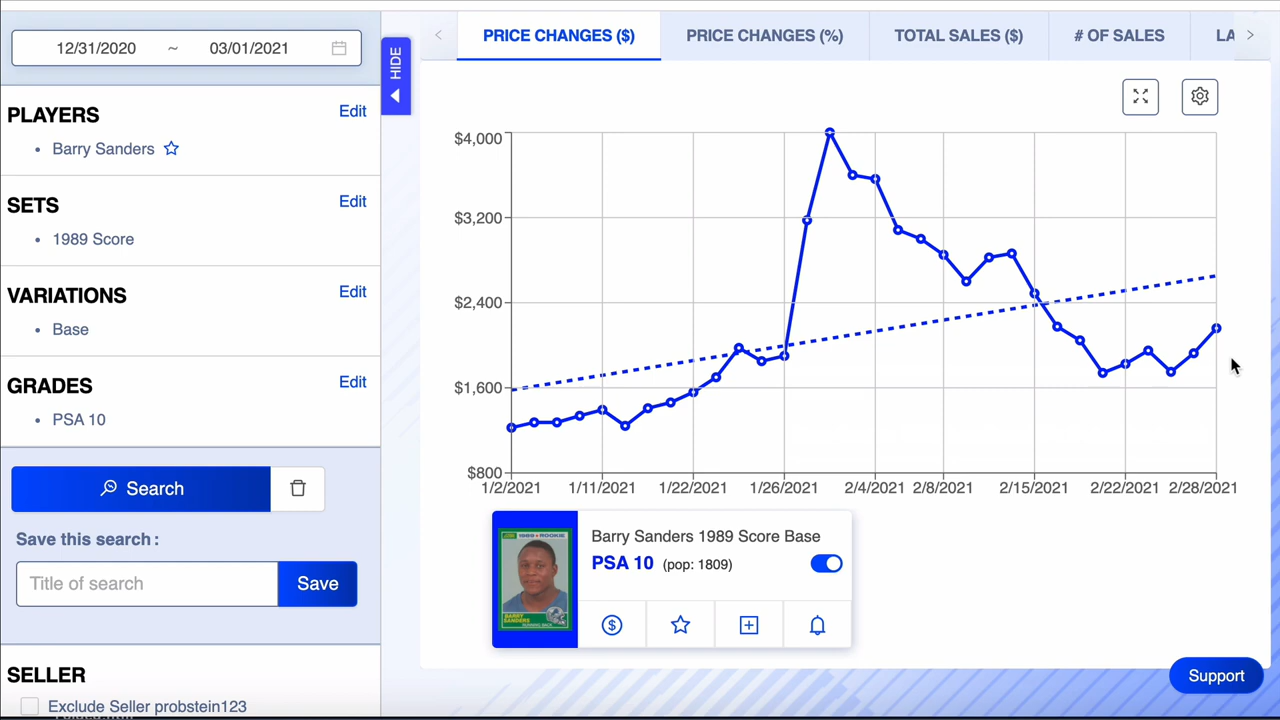 12/31/2020 ~ 03/01/2021
PLAYERS
Edit
Barry Sanders
SETS
Edit
1989 Score
VARIATIONS
Edit
Base
GRADES
Edit
PSA 10
Search
Save this search :
Title of search
Save
SELLER
Exclude Seller probstein123
HIDE
PRICE CHANGES ($)
PRICE CHANGES (%)
TOTAL SALES ($)
# OF SALES
LA
$4,000
$3,200
$2,400
$1,600
$800
1/2/2021 1/11/2021 1/22/2021 1/26/2021 2/4/2021 2/8/2021 2/15/2021 2/22/2021 2/28/2021
1989 ROOKIE
BARRY
SANDERS
RUNNING BACK
Barry Sanders 1989 Score Base
PSA 10 (pop: 1809)
Support